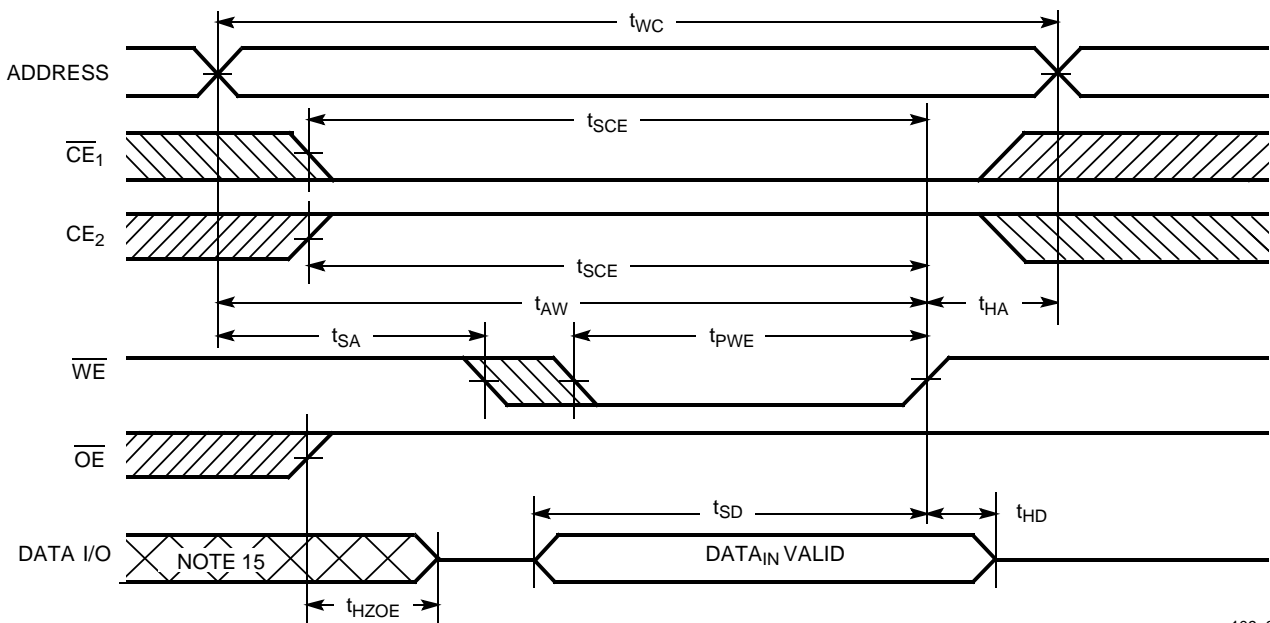 tWC
ADDRESS
tSCE
CE1
CE2
tSCE
tAW
tHA
tSA
tPWE
WE
OE
tSD
tHD
DATA I/O
NOTE 15
DATAIN VALID
tHZOE